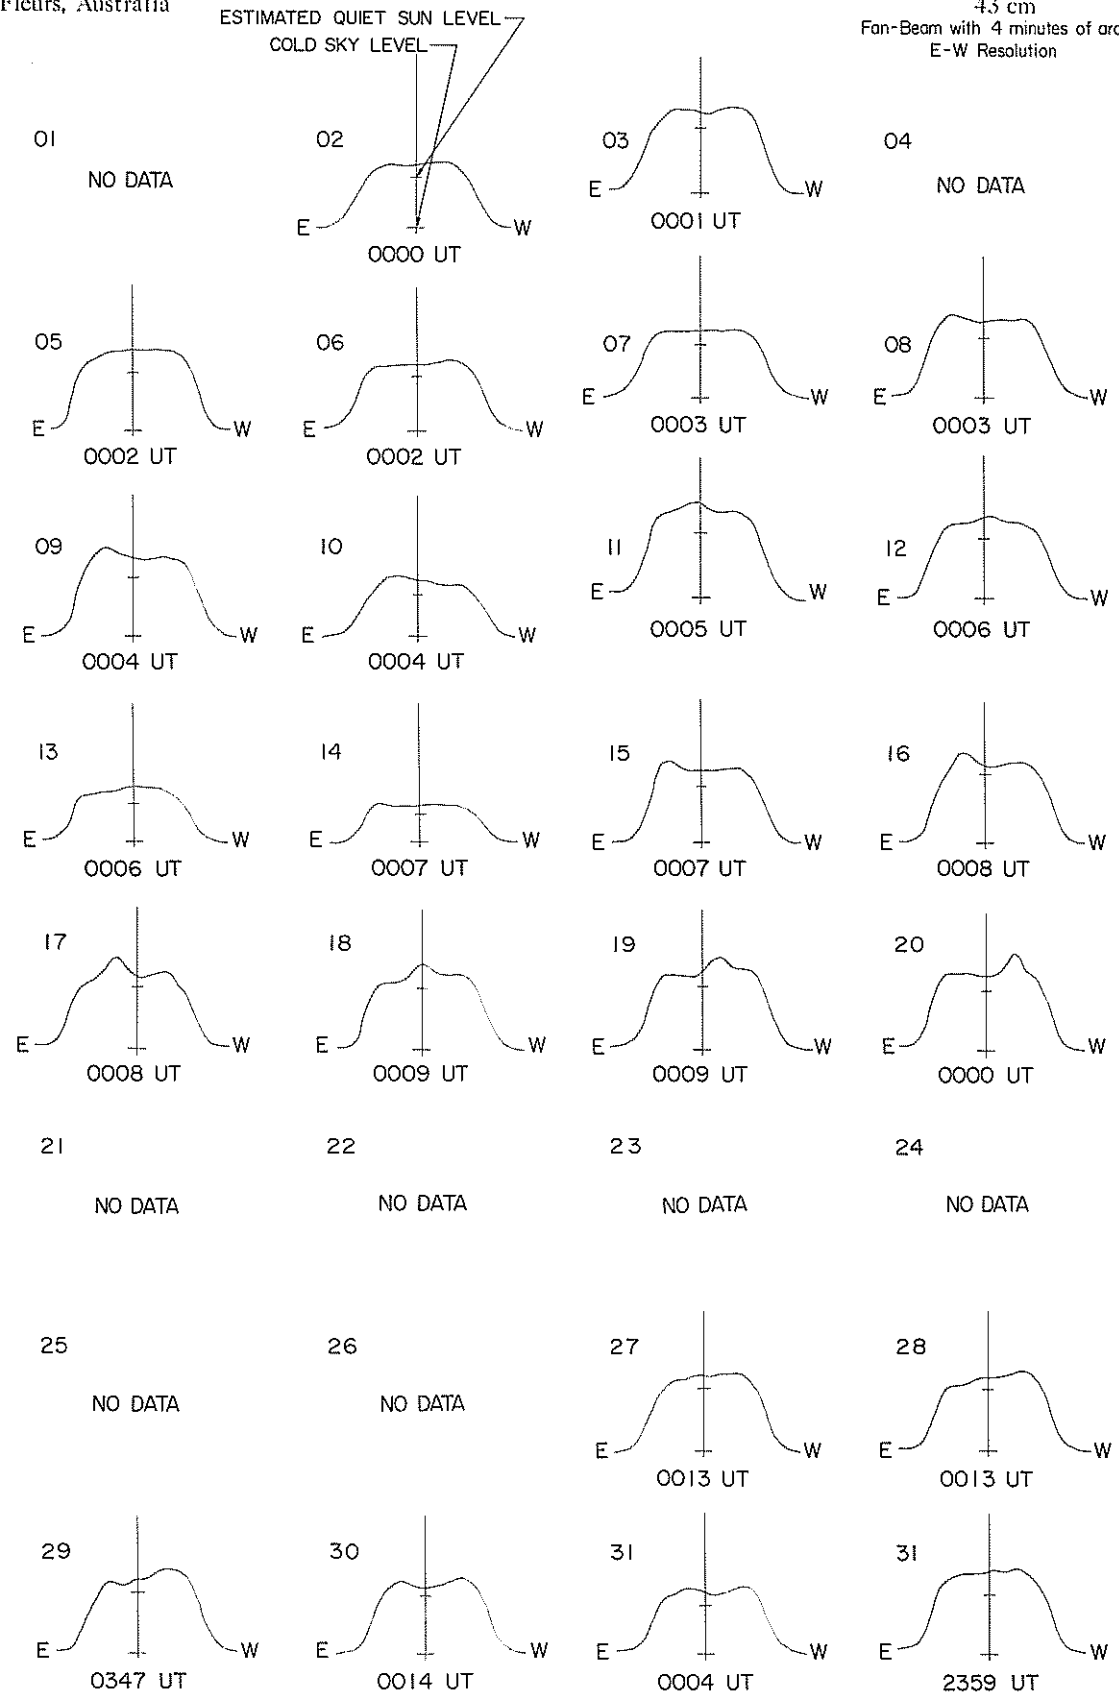 Fleurs, Australia
43 cm
Fan-Beam with 4 minutes of arc
E-W Resolution
ESTIMATED QUIET SUN LEVEL
COLD SKY LEVEL
01
NO DATA
02
E W
0000 UT
03
E W
0001 UT
04
NO DATA
05
E W
0002 UT
06
E W
0002 UT
07
E W
0003 UT
08
E W
0003 UT
09
E W
0004 UT
10
E W
0004 UT
11
E W
0005 UT
12
E W
0006 UT
13
E W
0006 UT
14
E W
0007 UT
15
E W
0007 UT
16
E W
0008 UT
17
E W
0008 UT
18
E W
0009 UT
19
E W
0009 UT
20
E W
0000 UT
21
NO DATA
22
NO DATA
23
NO DATA
24
NO DATA
25
NO DATA
26
NO DATA
27
E W
0013 UT
28
E W
0013 UT
29
E W
0347 UT
30
E W
0014 UT
31
E W
0004 UT
31
E W
2359 UT